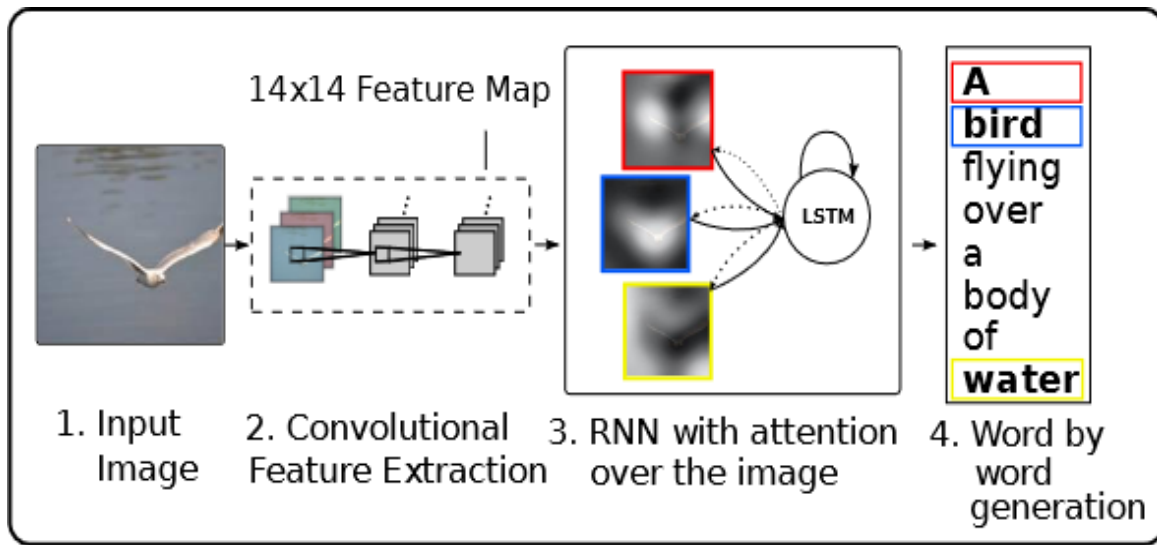 14x14 Feature Map
LSTM
A
bird
flying
over
a
body
of
water
1. Input
Image
2. Convolutional
Feature Extraction
3. RNN with attention
over the image
4. Word by
word
generation